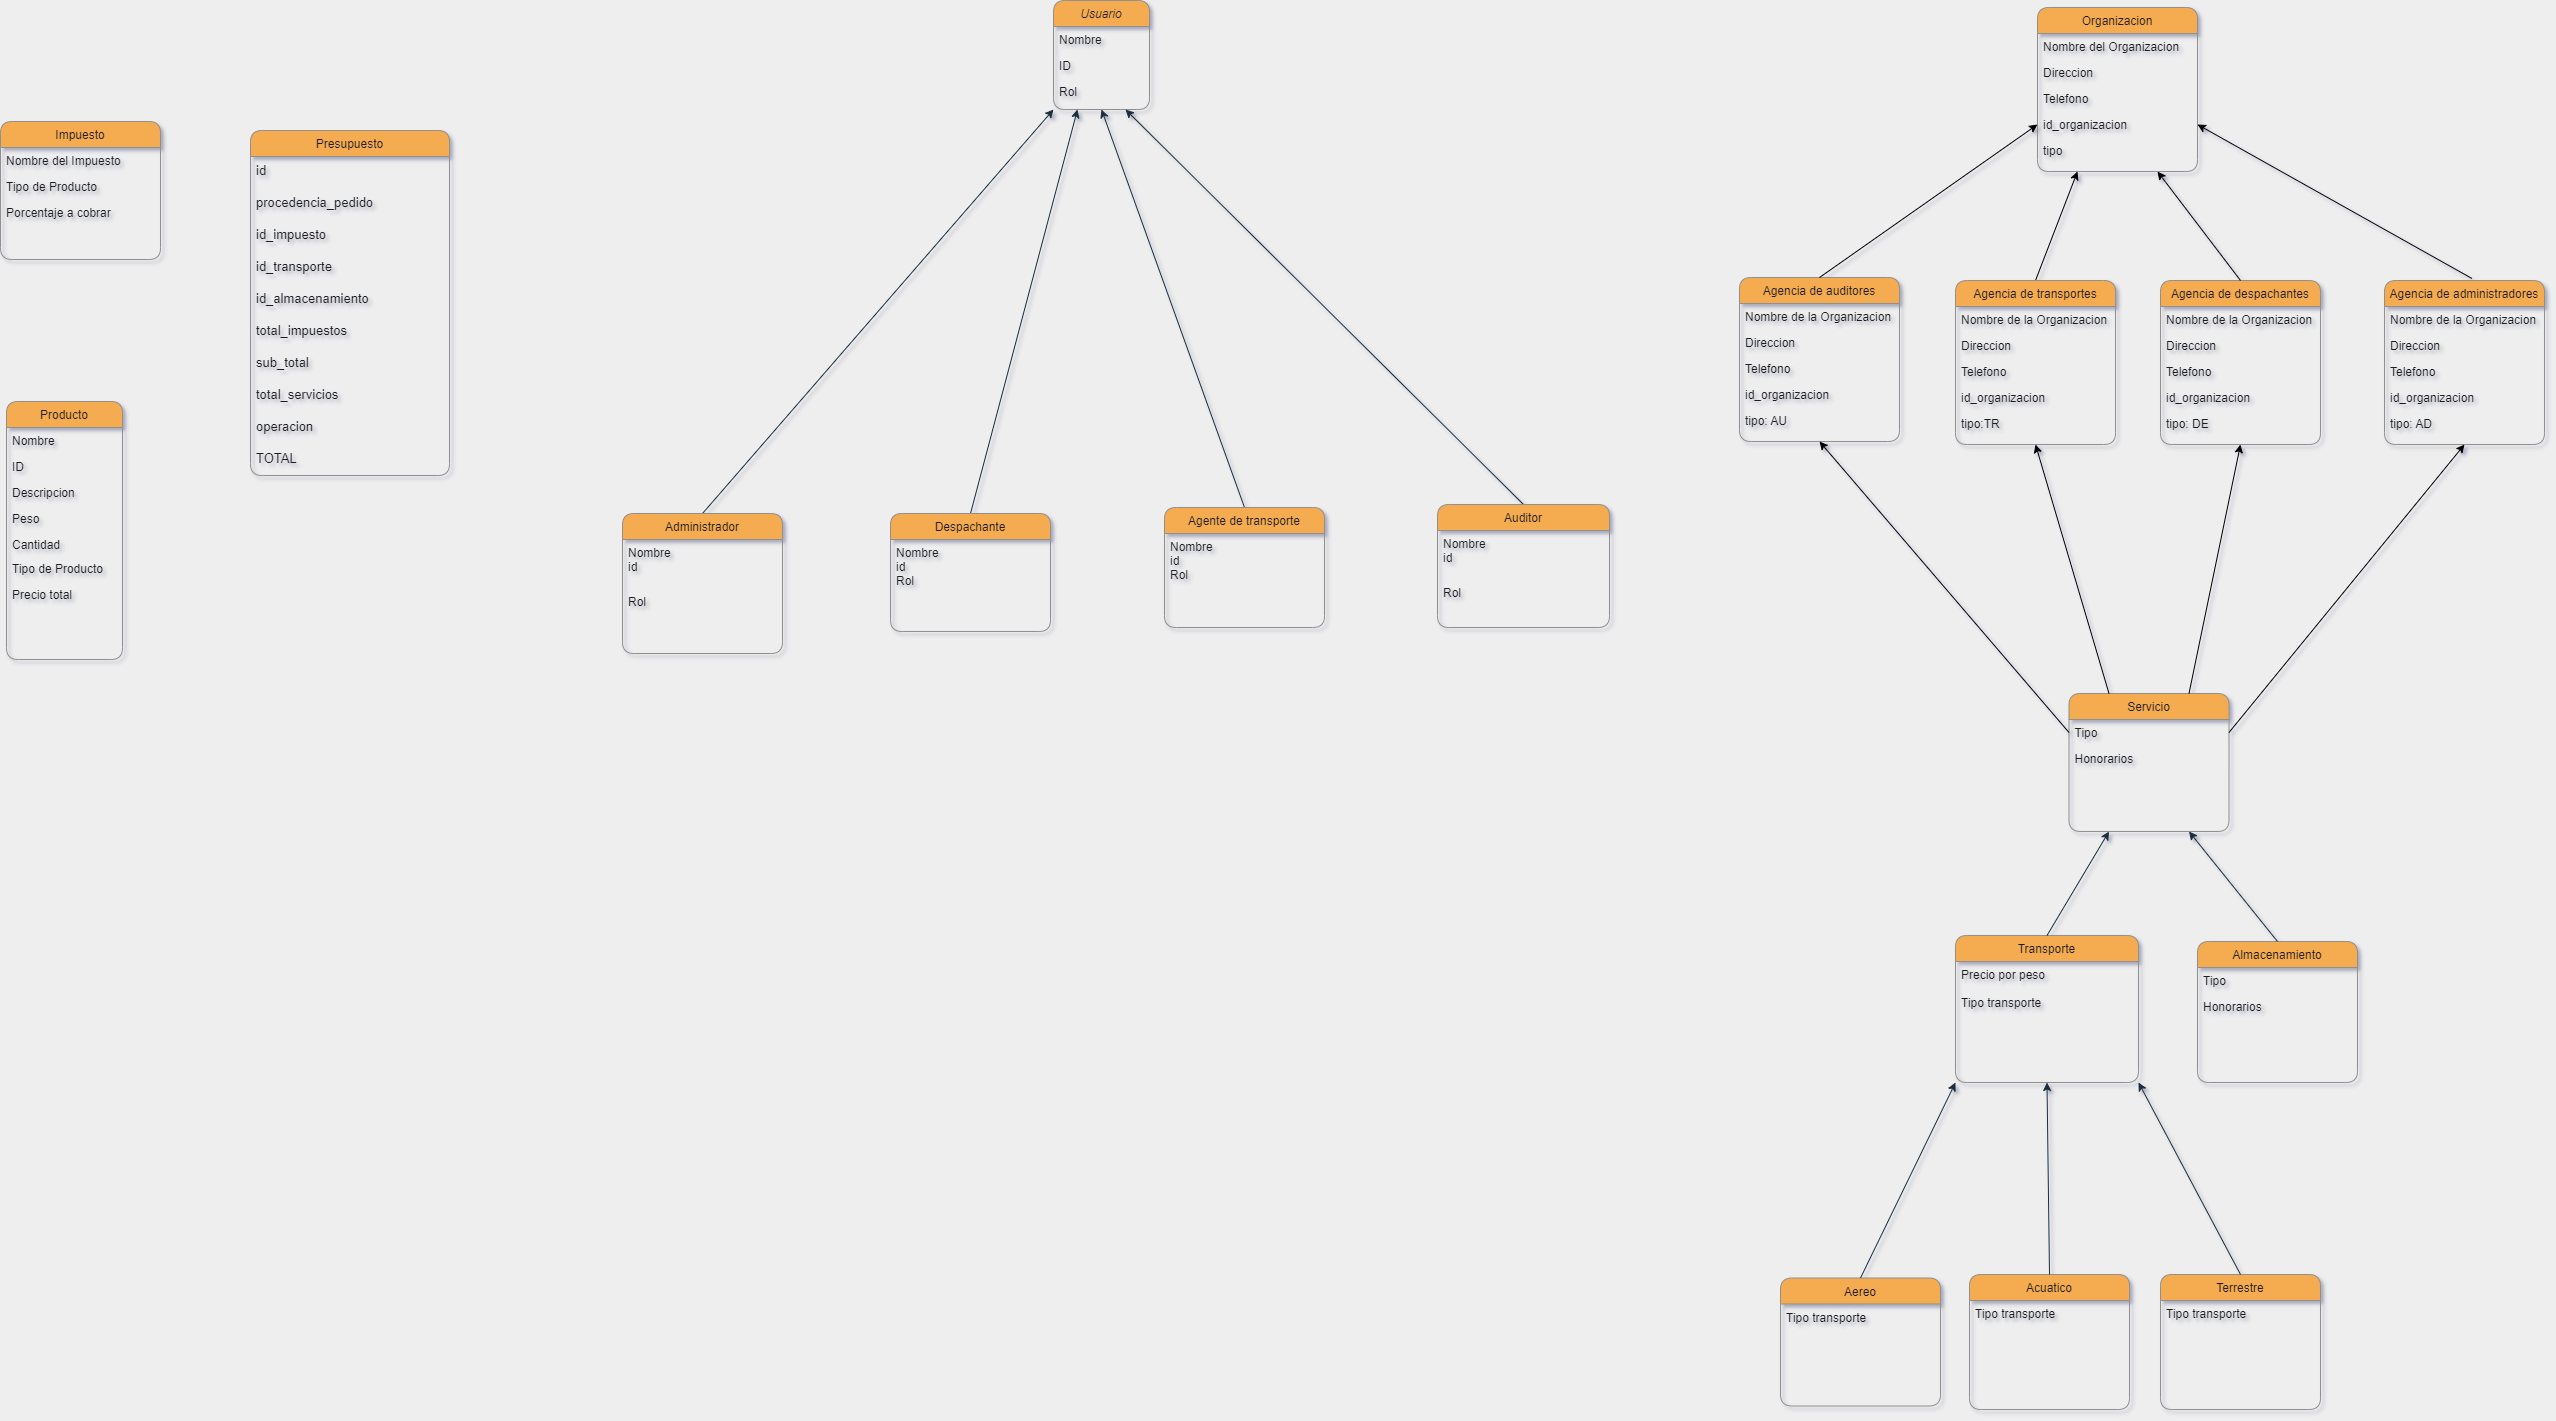 Usuario
Nombre
ID
Rol
Organizacion
Nombre del Organizacion
Direccion
Telefono
id_organizacion
tipo
Impuesto
Nombre del Impuesto
Tipo de Producto
Porcentaje a cobrar
Presupuesto
id
procedencia_pedido
id_impuesto
id_transporte
id_almacenamiento
total_impuestos
sub_total
total_servicios
operacion
TOTAL
Producto
Nombre
ID
Descripcion
Peso
Cantidad
Tipo de Producto
Precio total
Administrador
Nombre
id
Rol
Despachante
Nombre
id
Rol
Agente de transporte
Nombre
id
Rol
Auditor
Nombre
id
Rol
Agencia de auditores
Nombre de la Organizacion
Direccion
Telefono
id_organizacion
tipo: AU
Agencia de transportes
Nombre de la Organizacion
Direccion
Telefono
id_organizacion
tipo:TR
Agencia de despachantes
Nombre de la Organizacion
Direccion
Telefono
id_organizacion
tipo: DE
Agencia de administradores
Nombre de la Organizacion
Direccion
Telefono
id_organizacion
tipo: AD
Servicio
Tipo
Honorarios
Transporte
Precio por peso
Tipo transporte
Almacenamiento
Tipo
Honorarios
Aereo
Tipo transporte
Acuatico
Tipo transporte
Terrestre
Tipo transporte